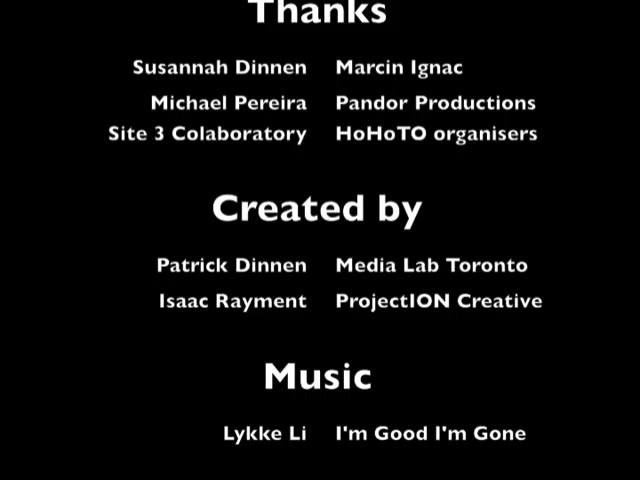 Thanks
Susannah Dinnen Marcin Ignac
Michael Pereira Pandor Productions
Site 3 Colaboratory HoHoTO organisers
Created by
Patrick Dinnen Media Lab Toronto
Isaac Rayment ProjectION Creative
Music
Lykke Li I'm Good I'm Gone